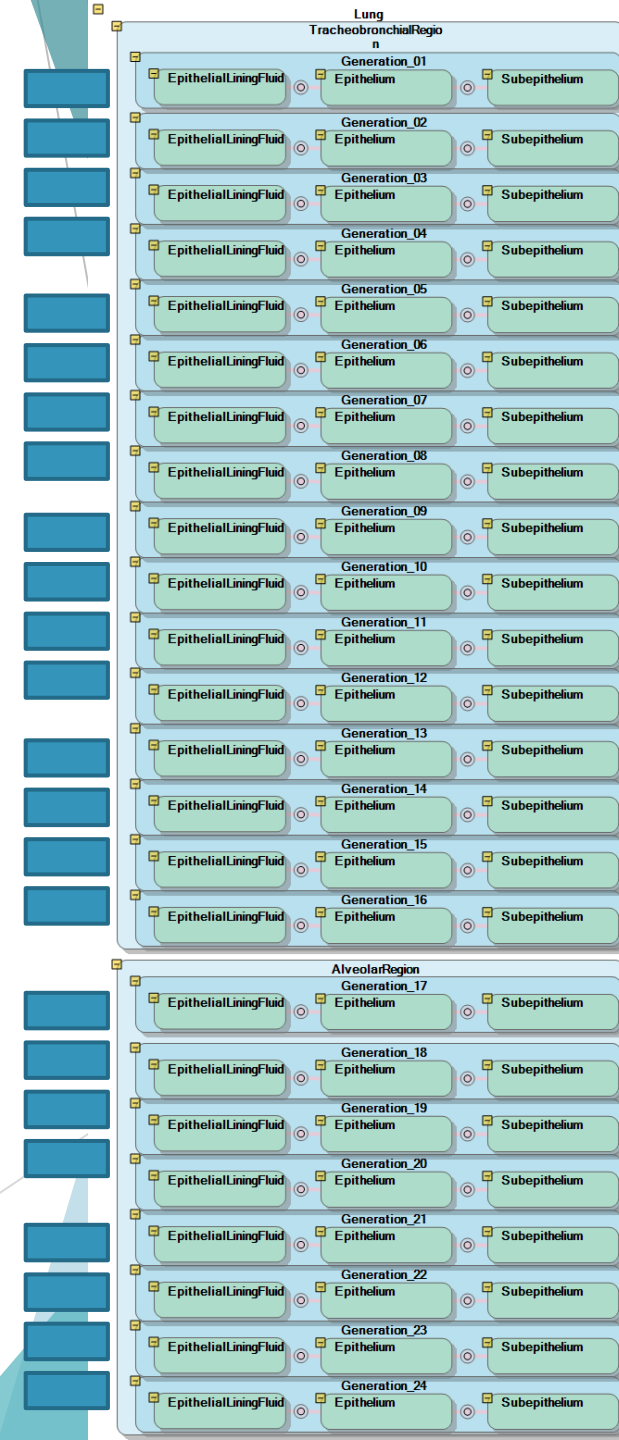 Lung
TracheobronchialRegio
n
Generation_01
EpithelialLiningFluid Epithelium Subepithelium
Generation_02
EpithelialLiningFluid Epithelium Subepithelium
Generation_03
EpithelialLiningFluid Epithelium Subepithelium
Generation_04
EpithelialLiningFluid Epithelium Subepithelium
Generation_05
EpithelialLiningFluid Epithelium Subepithelium
Generation_06
EpithelialLiningFluid Epithelium Subepithelium
Generation_07
EpithelialLiningFluid Epithelium Subepithelium
Generation_08
EpithelialLiningFluid Epithelium Subepithelium
Generation_09
EpithelialLiningFluid Epithelium Subepithelium
Generation_10
EpithelialLiningFluid Epithelium Subepithelium
Generation_11
EpithelialLiningFluid Epithelium Subepithelium
Generation_12
EpithelialLiningFluid Epithelium Subepithelium
Generation_13
EpithelialLiningFluid Epithelium Subepithelium
Generation_14
EpithelialLiningFluid Epithelium Subepithelium
Generation_15
EpithelialLiningFluid Epithelium Subepithelium
Generation_16
EpithelialLiningFluid Epithelium Subepithelium
AlveolarRegion
Generation_17
EpithelialLiningFluid Epithelium Subepithelium
Generation_18
EpithelialLiningFluid Epithelium Subepithelium
Generation_19
EpithelialLiningFluid Epithelium Subepithelium
Generation_20
EpithelialLiningFluid Epithelium Subepithelium
Generation_21
EpithelialLiningFluid Epithelium Subepithelium
Generation_22
EpithelialLiningFluid Epithelium Subepithelium
Generation_23
EpithelialLiningFluid Epithelium Subepithelium
Generation_24
EpithelialLiningFluid Epithelium Subepithelium